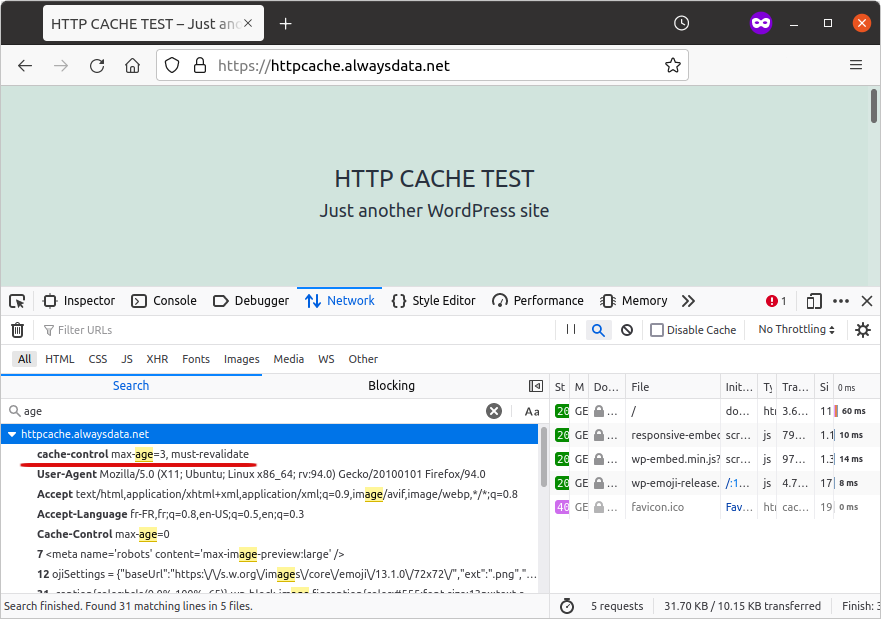 HTTP CACHE TEST – Just an
https://httpcache.alwaysdata.net
HTTP CACHE TEST
Just another WordPress site
Inspector Console Debugger Network Style Editor Performance Memory 1
Filter URLs Disable Cache No Throttling
All HTML CSS JS XHR Fonts Images Media WS Other
Search Blocking
age Aa
httpcache.alwaysdata.net
cache-control max-age=3, must-revalidate
User-Agent Mozilla/5.0 (X11; Ubuntu; Linux x86_64; rv:94.0) Gecko/20100101 Firefox/94.0
Accept text/html,application/xhtml+xml,application/xml;q=0.9,image/avif,image/webp,*/*;q=0.8
Accept-Language fr-FR,fr;q=0.8,en-US;q=0.5,en;q=0.3
Cache-Control max-age=0
7 <meta name='robots' content='max-image-preview:large' />
12 ojiSettings = {"baseUrl":"https:\/\/s.w.org\/images\/core\/emoji\/13.1.0\/72x72\/","ext":".png","...
Search finished. Found 31 matching lines in 5 files.
St M Do... File Init... Ty Tra... Si 0 ms
20 GE ... / do... htm 3.6... 11 60 ms
20 GE ... responsive-embed scr... js 79... 1.1 10 ms
20 GE ... wp-embed.min.js? scr... js 97... 1.3 14 ms
20 GE ... wp-emoji-release. /:1... js 4.7... 17 8 ms
40 GE ... favicon.ico Fav... htm cac... 19 0 ms
5 requests 31.70 KB / 10.15 KB transferred Finish: 3